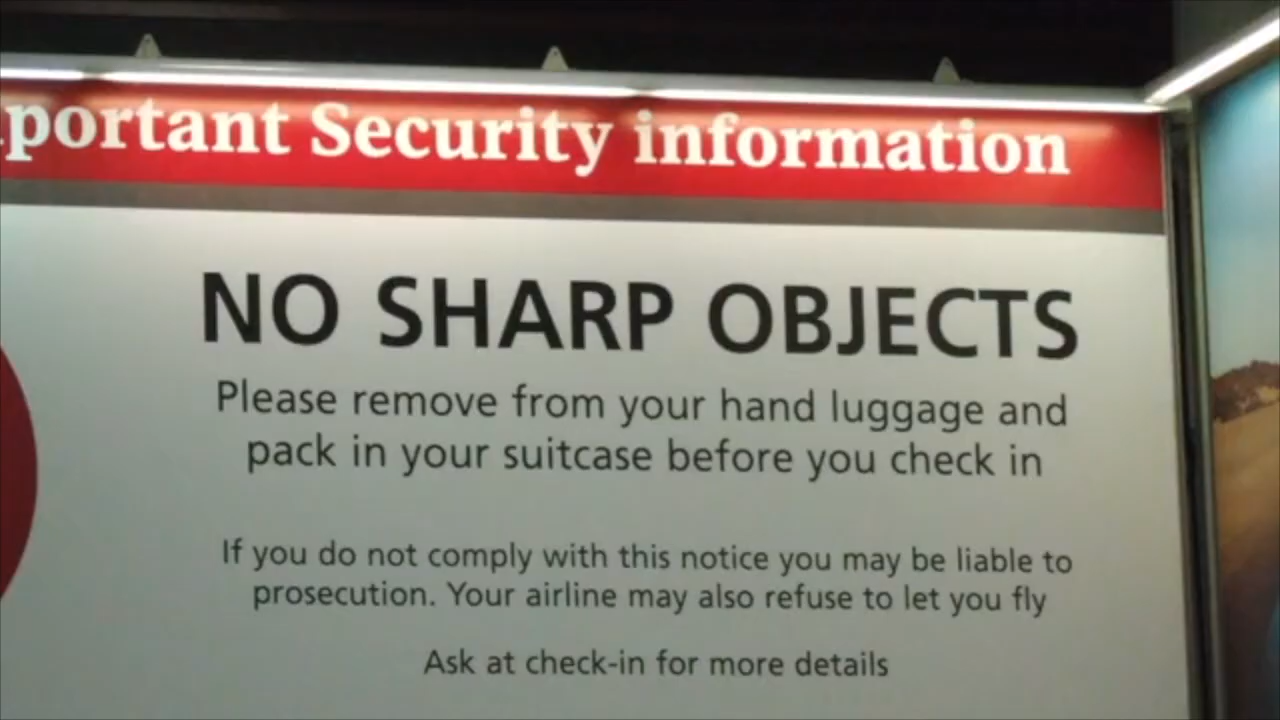 portant Security information
NO SHARP OBJECTS
Please remove from your hand luggage and
pack in your suitcase before you check in
If you do not comply with this notice you may be liable to
prosecution. Your airline may also refuse to let you fly
Ask at check-in for more details